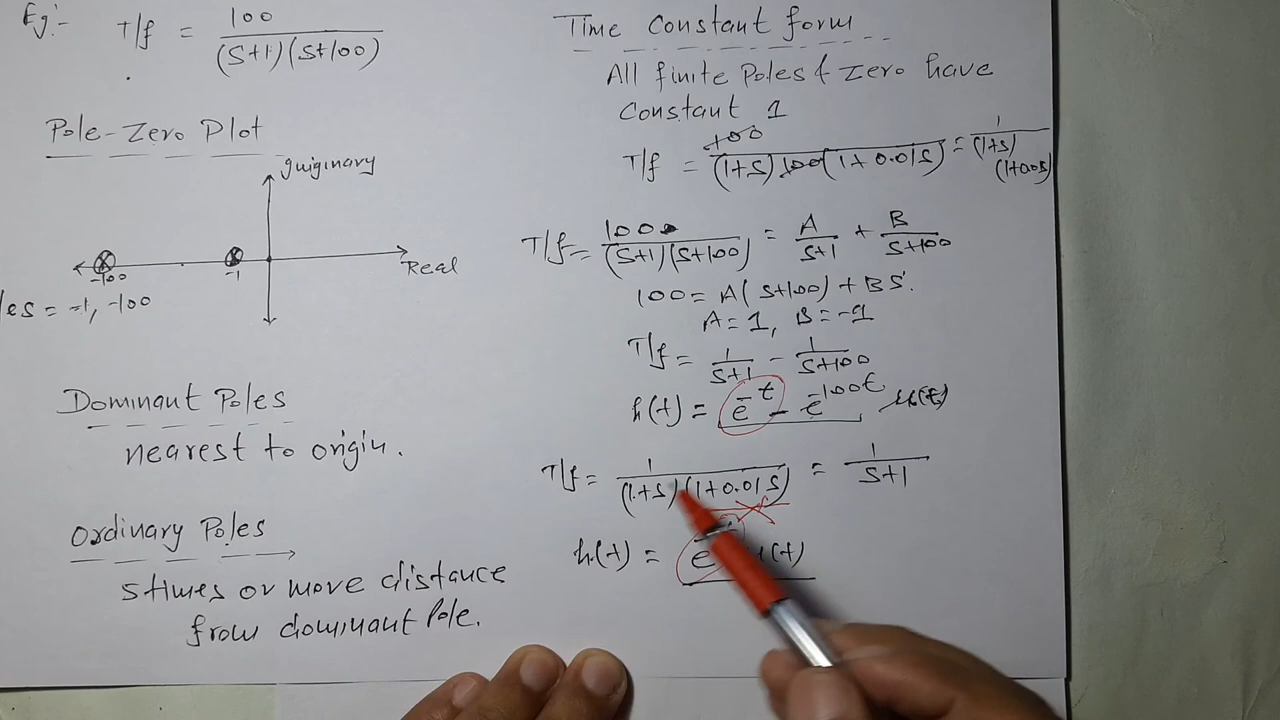 Eg:- T/f = 100 / (S+1)(S+100)
Pole-Zero Plot
Imaginary
Real
-100
-1
les = -1, -100
Dominant Poles
nearest to origin.
Ordinary Poles
5times or more distance
from dominant Pole.
Time Constant form
All finite Poles & Zero have
Constant 1
T/f = 100 / (1+S)100(1+0.01S) = 1 / (1+S)
T/f = 100 / (S+1)(S+100) = A / S+1 + B / S+100
100 = A(S+100) + BS.
A = 1, B = -1
T/f = 1 / S+1 - 1 / S+100
h(t) = e^-t - e^-100t u(t)
T/f = 1 / (1+S)(1+0.01S) = 1 / S+1
h(t) = e (t)